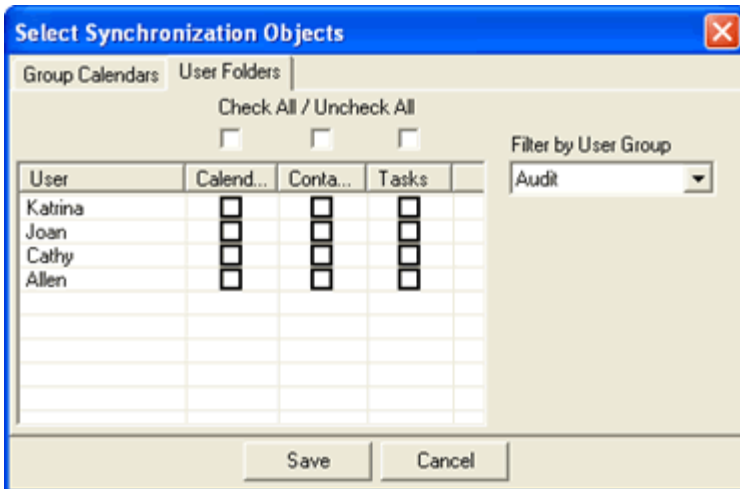 Select Synchronization Objects
Group Calendars User Folders
Check All / Uncheck All
Filter by User Group
User Calend... Conta... Tasks
Audit
Katrina
Joan
Cathy
Allen
Save Cancel